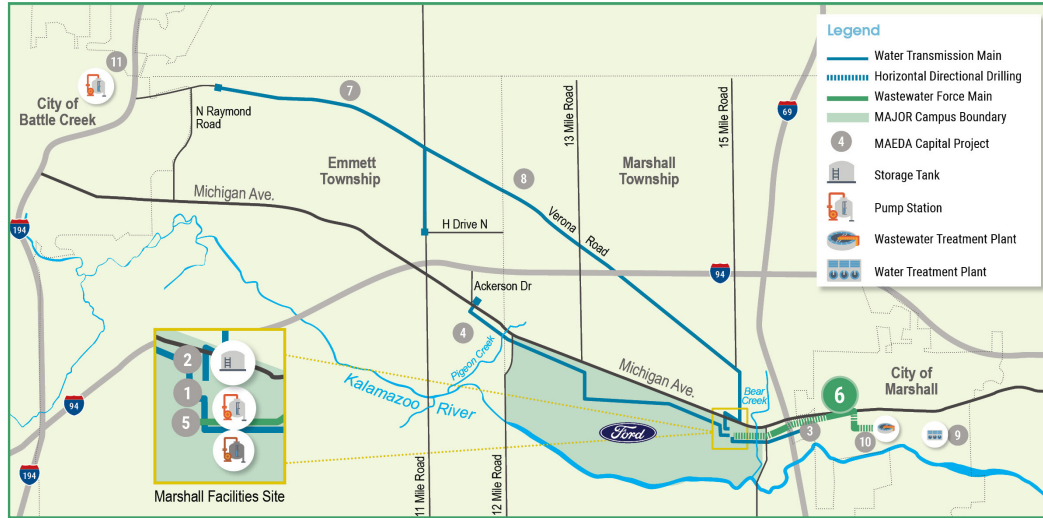 11
City of
Battle Creek
7
N Raymond
Road
Emmett
Township
Michigan Ave.
8
H Drive N
194
Ackerson Dr
4
Pigeon Creek
Kalamazoo
River
13 Mile Road
15 Mile Road
Marshall
Township
Verona
Road
69
94
Michigan Ave.
Bear
Creek
City of
Marshall
6
3
10
9
Ford
2
1
5
Marshall Facilities Site
94
194
11 Mile Road
12 Mile Road
Legend
Water Transmission Main
Horizontal Directional Drilling
Wastewater Force Main
MAJOR Campus Boundary
4
MAEDA Capital Project
Storage Tank
Pump Station
Wastewater Treatment Plant
Water Treatment Plant